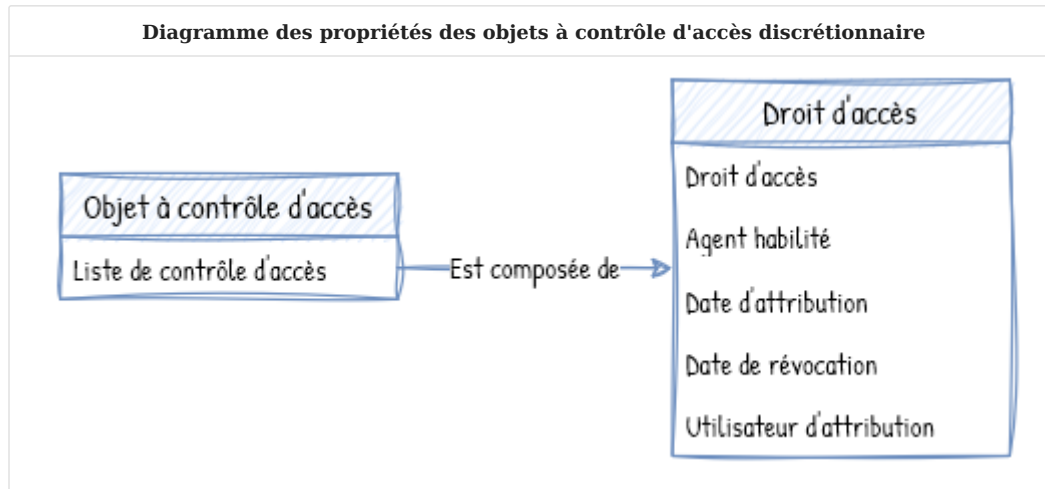 Diagramme des propriétés des objets à contrôle d'accès discrétionnaire
Objet à contrôle d'accès
Liste de contrôle d'accès
Est composée de
Droit d'accès
Droit d'accès
Agent habilité
Date d'attribution
Date de révocation
Utilisateur d'attribution